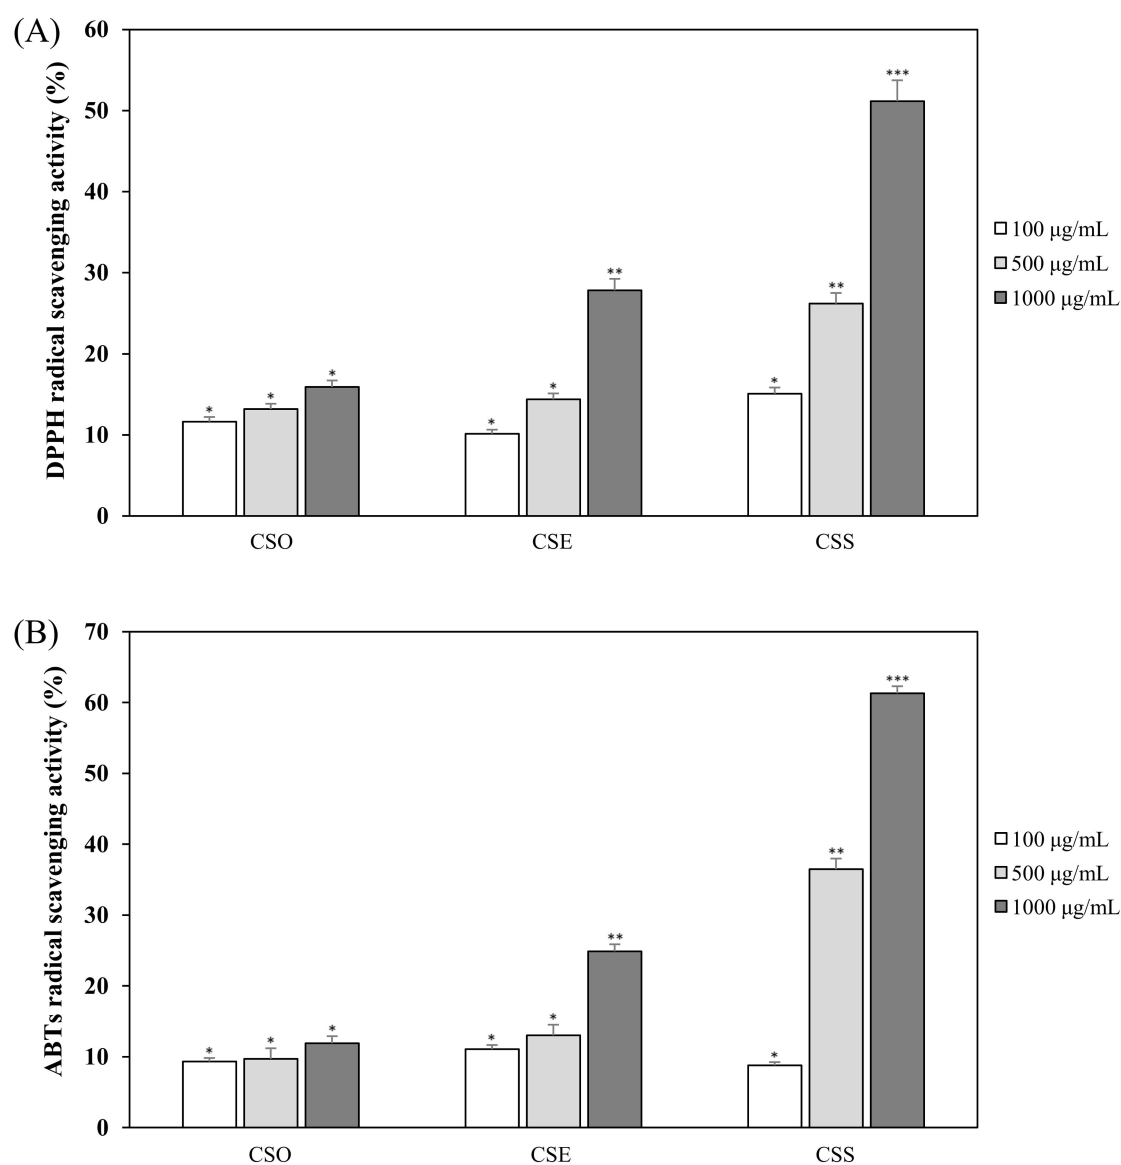 (A)
DPPH radical scavenging activity (%)
60
50
40
30
20
10
0
* * *
* * **
* ** ***
CSO CSE CSS
100 µg/mL
500 µg/mL
1000 µg/mL
(B)
ABTs radical scavenging activity (%)
70
60
50
40
30
20
10
0
* * *
* * **
* ** ***
CSO CSE CSS
100 µg/mL
500 µg/mL
1000 µg/mL